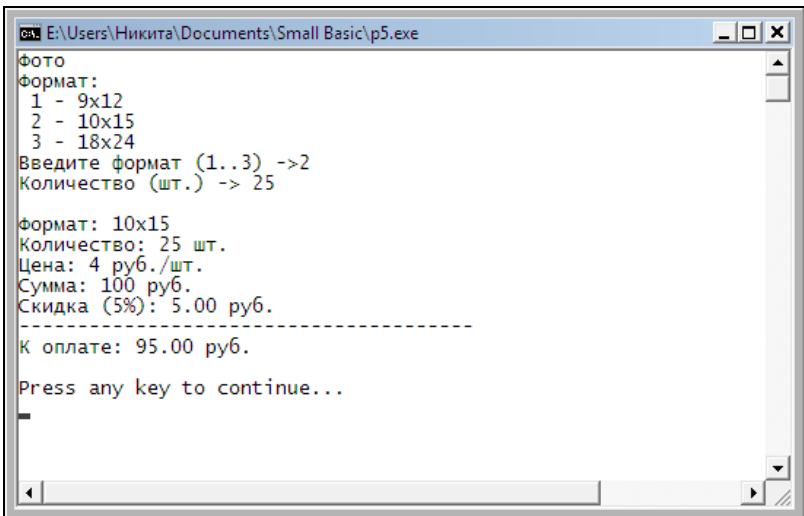 E:\Users\Никита\Documents\Small Basic\p5.exe
Фото
Формат:
1 - 9x12
2 - 10x15
3 - 18x24
Введите формат (1..3) ->2
Количество (шт.) -> 25
Формат: 10x15
Количество: 25 шт.
Цена: 4 руб./шт.
Сумма: 100 руб.
Скидка (5%): 5.00 руб.
---------------------------------------
К оплате: 95.00 руб.
Press any key to continue...